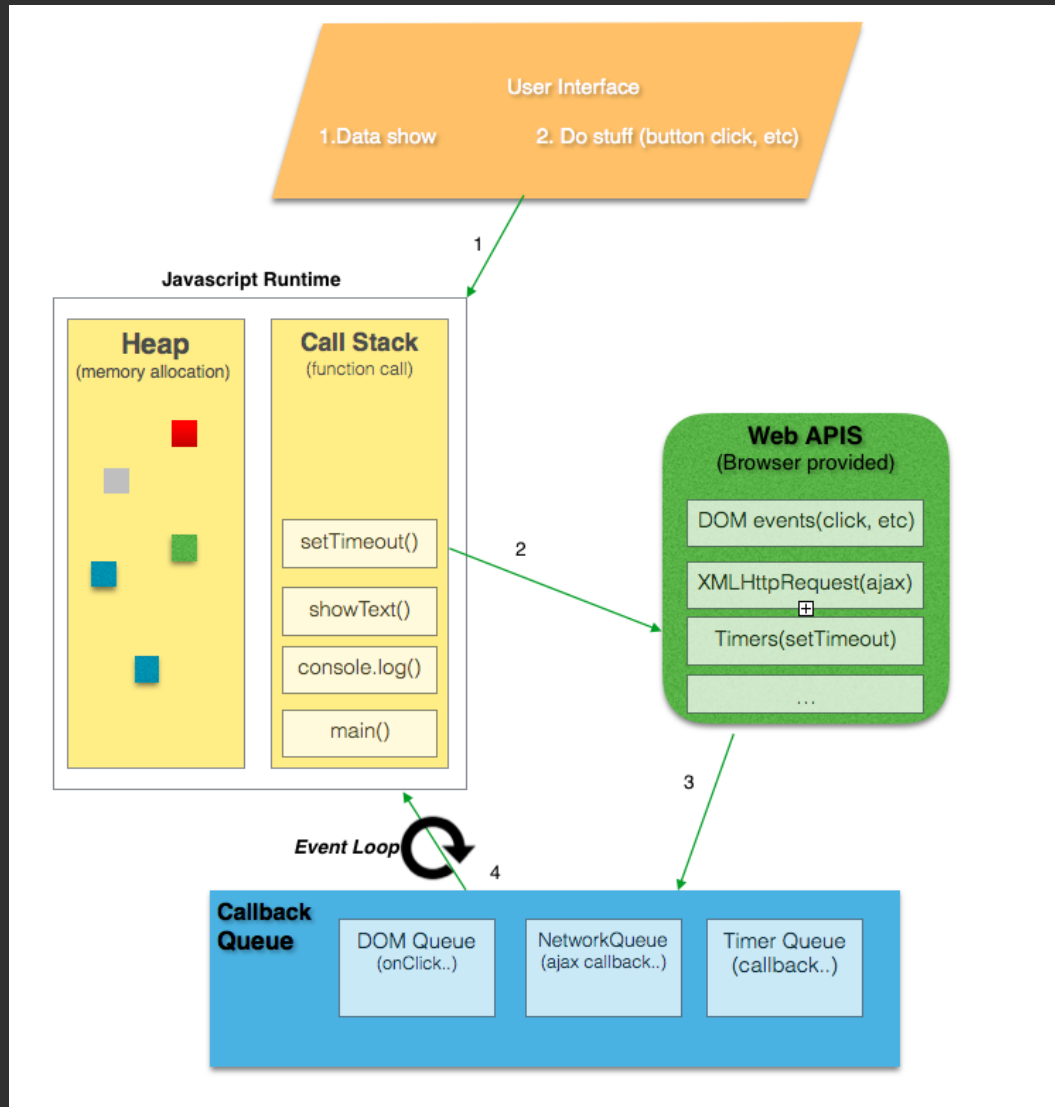 User Interface
1.Data show
2. Do stuff (button click, etc)
1
Javascript Runtime
Heap
(memory allocation)
Call Stack
(function call)
setTimeout()
showText()
console.log()
main()
2
Web APIS
(Browser provided)
DOM events(click, etc)
XMLHttpRequest(ajax)
Timers(setTimeout)
...
3
Event Loop
4
Callback
Queue
DOM Queue
(onClick..)
NetworkQueue
(ajax callback..)
Timer Queue
(callback..)